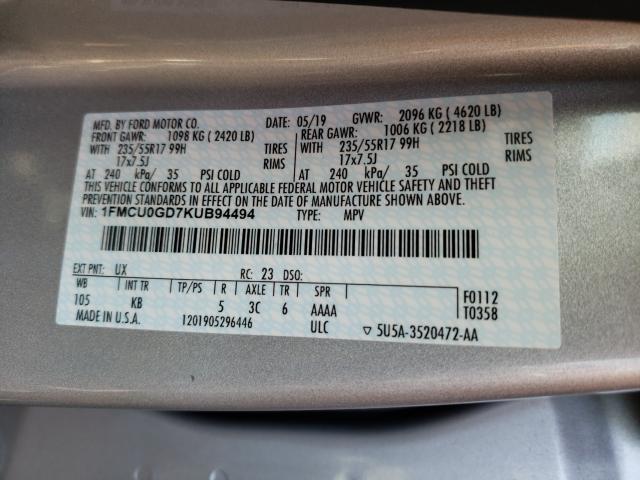 MFD. BY FORD MOTOR CO. DATE: 05/19 GVWR: 2096 KG ( 4620 LB)
FRONT GAWR: 1098 KG ( 2420 LB) REAR GAWR: 1006 KG ( 2218 LB)
WITH 235/55R17 99H TIRES WITH 235/55R17 99H TIRES
17x7.5J RIMS 17x7.5J RIMS
AT 240 kPa/ 35 PSI COLD AT 240 kPa/ 35 PSI COLD
THIS VEHICLE CONFORMS TO ALL APPLICABLE FEDERAL MOTOR VEHICLE SAFETY AND THEFT
PREVENTION STANDARDS IN EFFECT ON THE DATE OF MANUFACTURE SHOWN ABOVE.
VIN: 1FMCU0GD7KUB94494 TYPE: MPV
EXT PNT: UX RC: 23 DSO:
WB INT TR TP/PS R AXLE TR SPR F0112
105 KB 5 3C 6 AAAA T0358
MADE IN U.S.A. 1201905296446 ULC ▽ 5U5A-3520472-AA